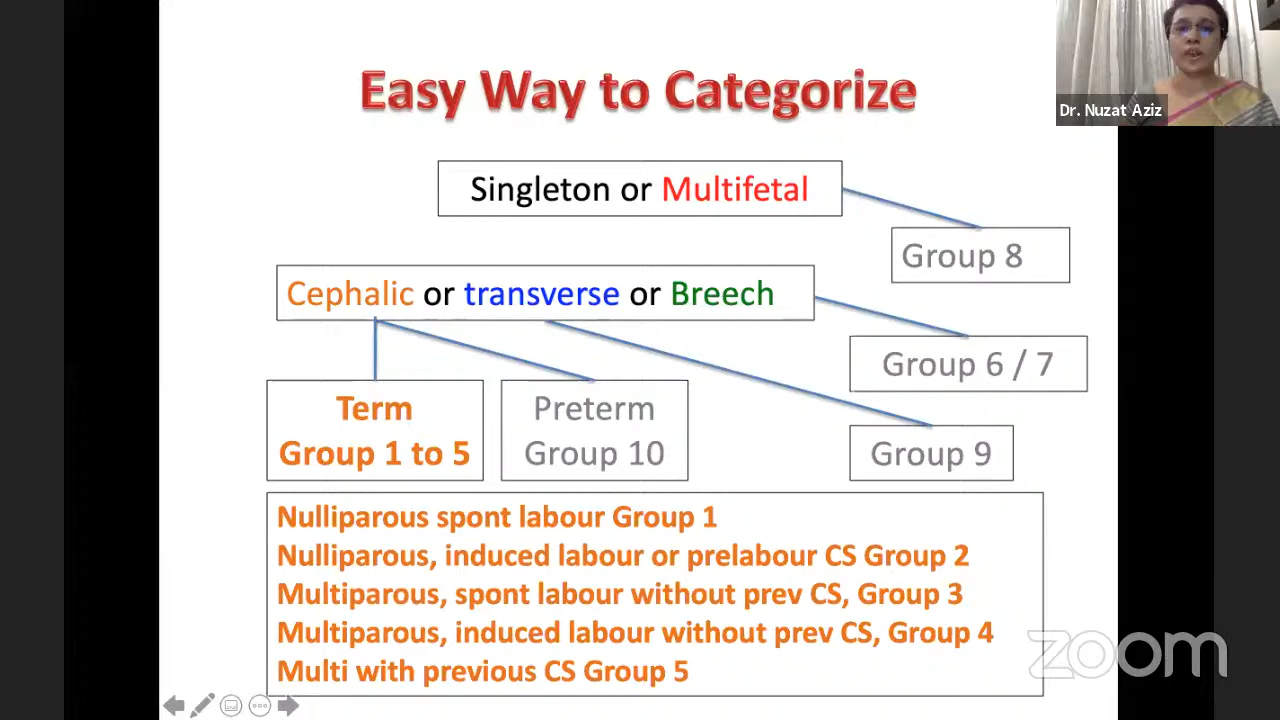 Easy Way to Categorize
Dr. Nuzat Aziz
Singleton or Multifetal
Group 8
Cephalic or transverse or Breech
Group 6 / 7
Term
Group 1 to 5
Preterm
Group 10
Group 9
Nulliparous spont labour Group 1
Nulliparous, induced labour or prelabour CS Group 2
Multiparous, spont labour without prev CS, Group 3
Multiparous, induced labour without prev CS, Group 4
Multi with previous CS Group 5
zoom